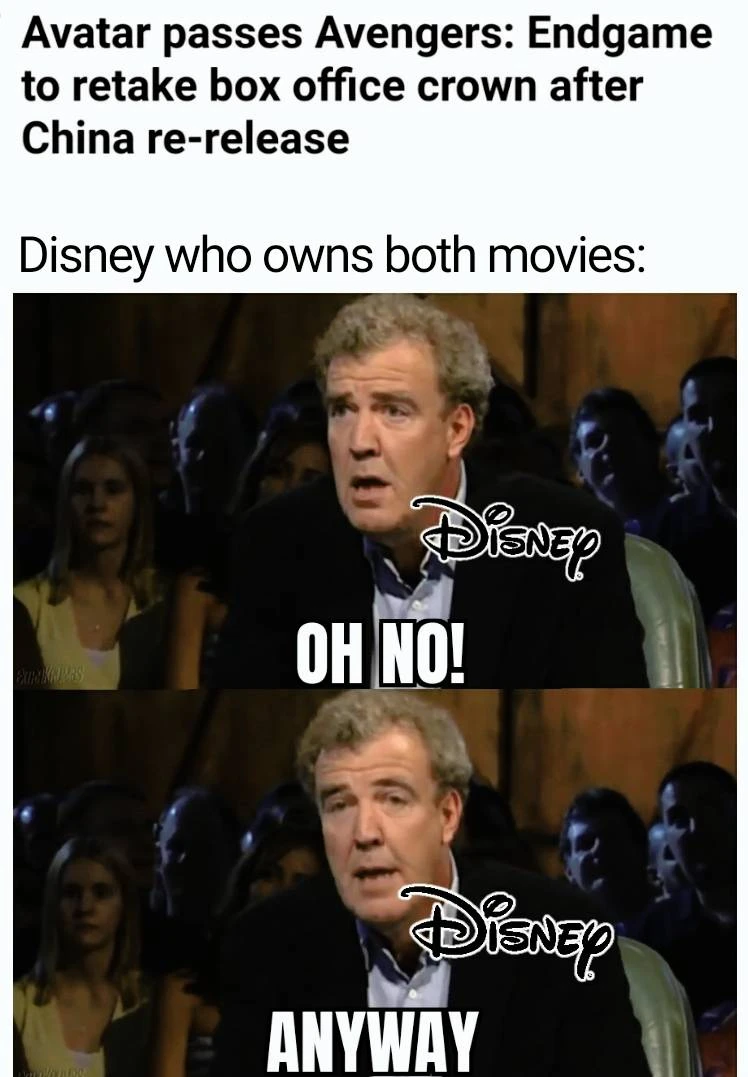 Avatar passes Avengers: Endgame
to retake box office crown after
China re-release
Disney who owns both movies:
Disney
OH NO!
Disney
ANYWAY